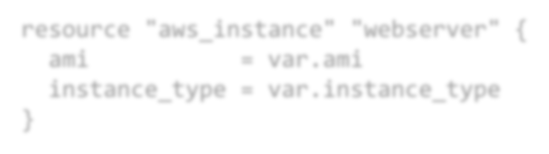 resource "aws_instance" "webserver" {
  ami           = var.ami
  instance_type = var.instance_type
}